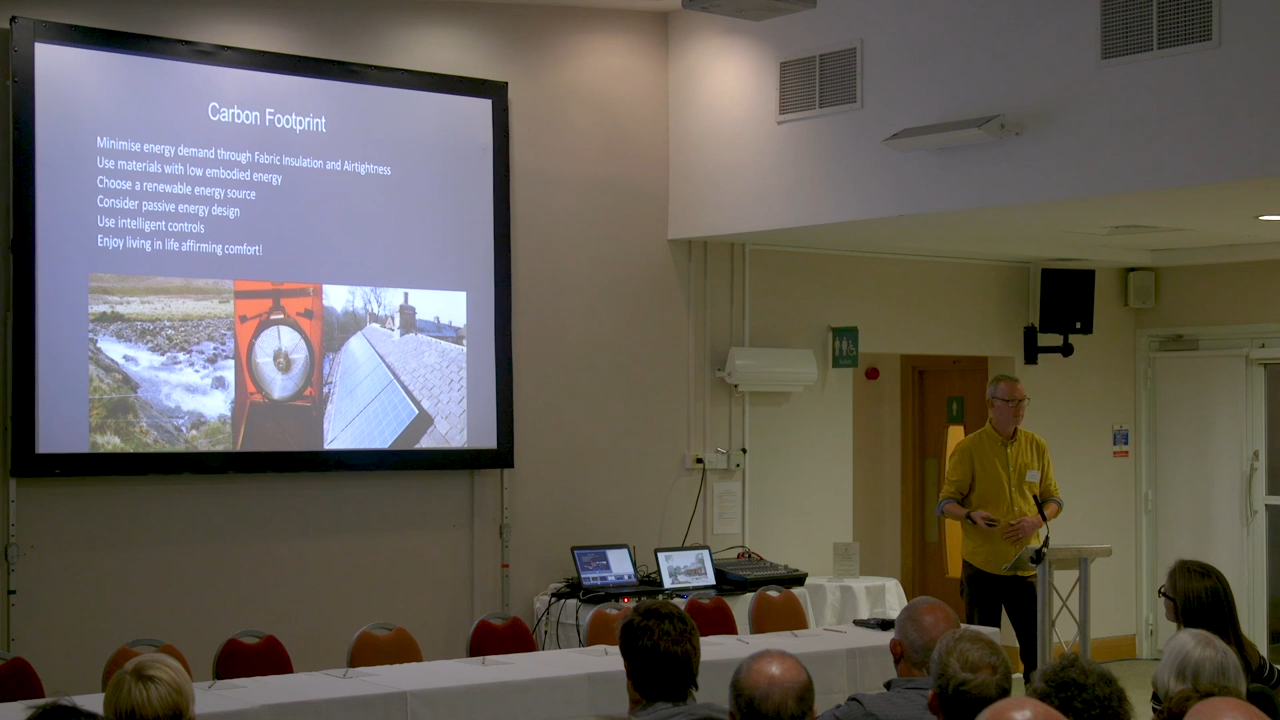 Carbon Footprint
Minimise energy demand through Fabric Insulation and Airtightness
Use materials with low embodied energy
Choose a renewable energy source
Consider passive energy design
Use intelligent controls
Enjoy living in life affirming comfort!